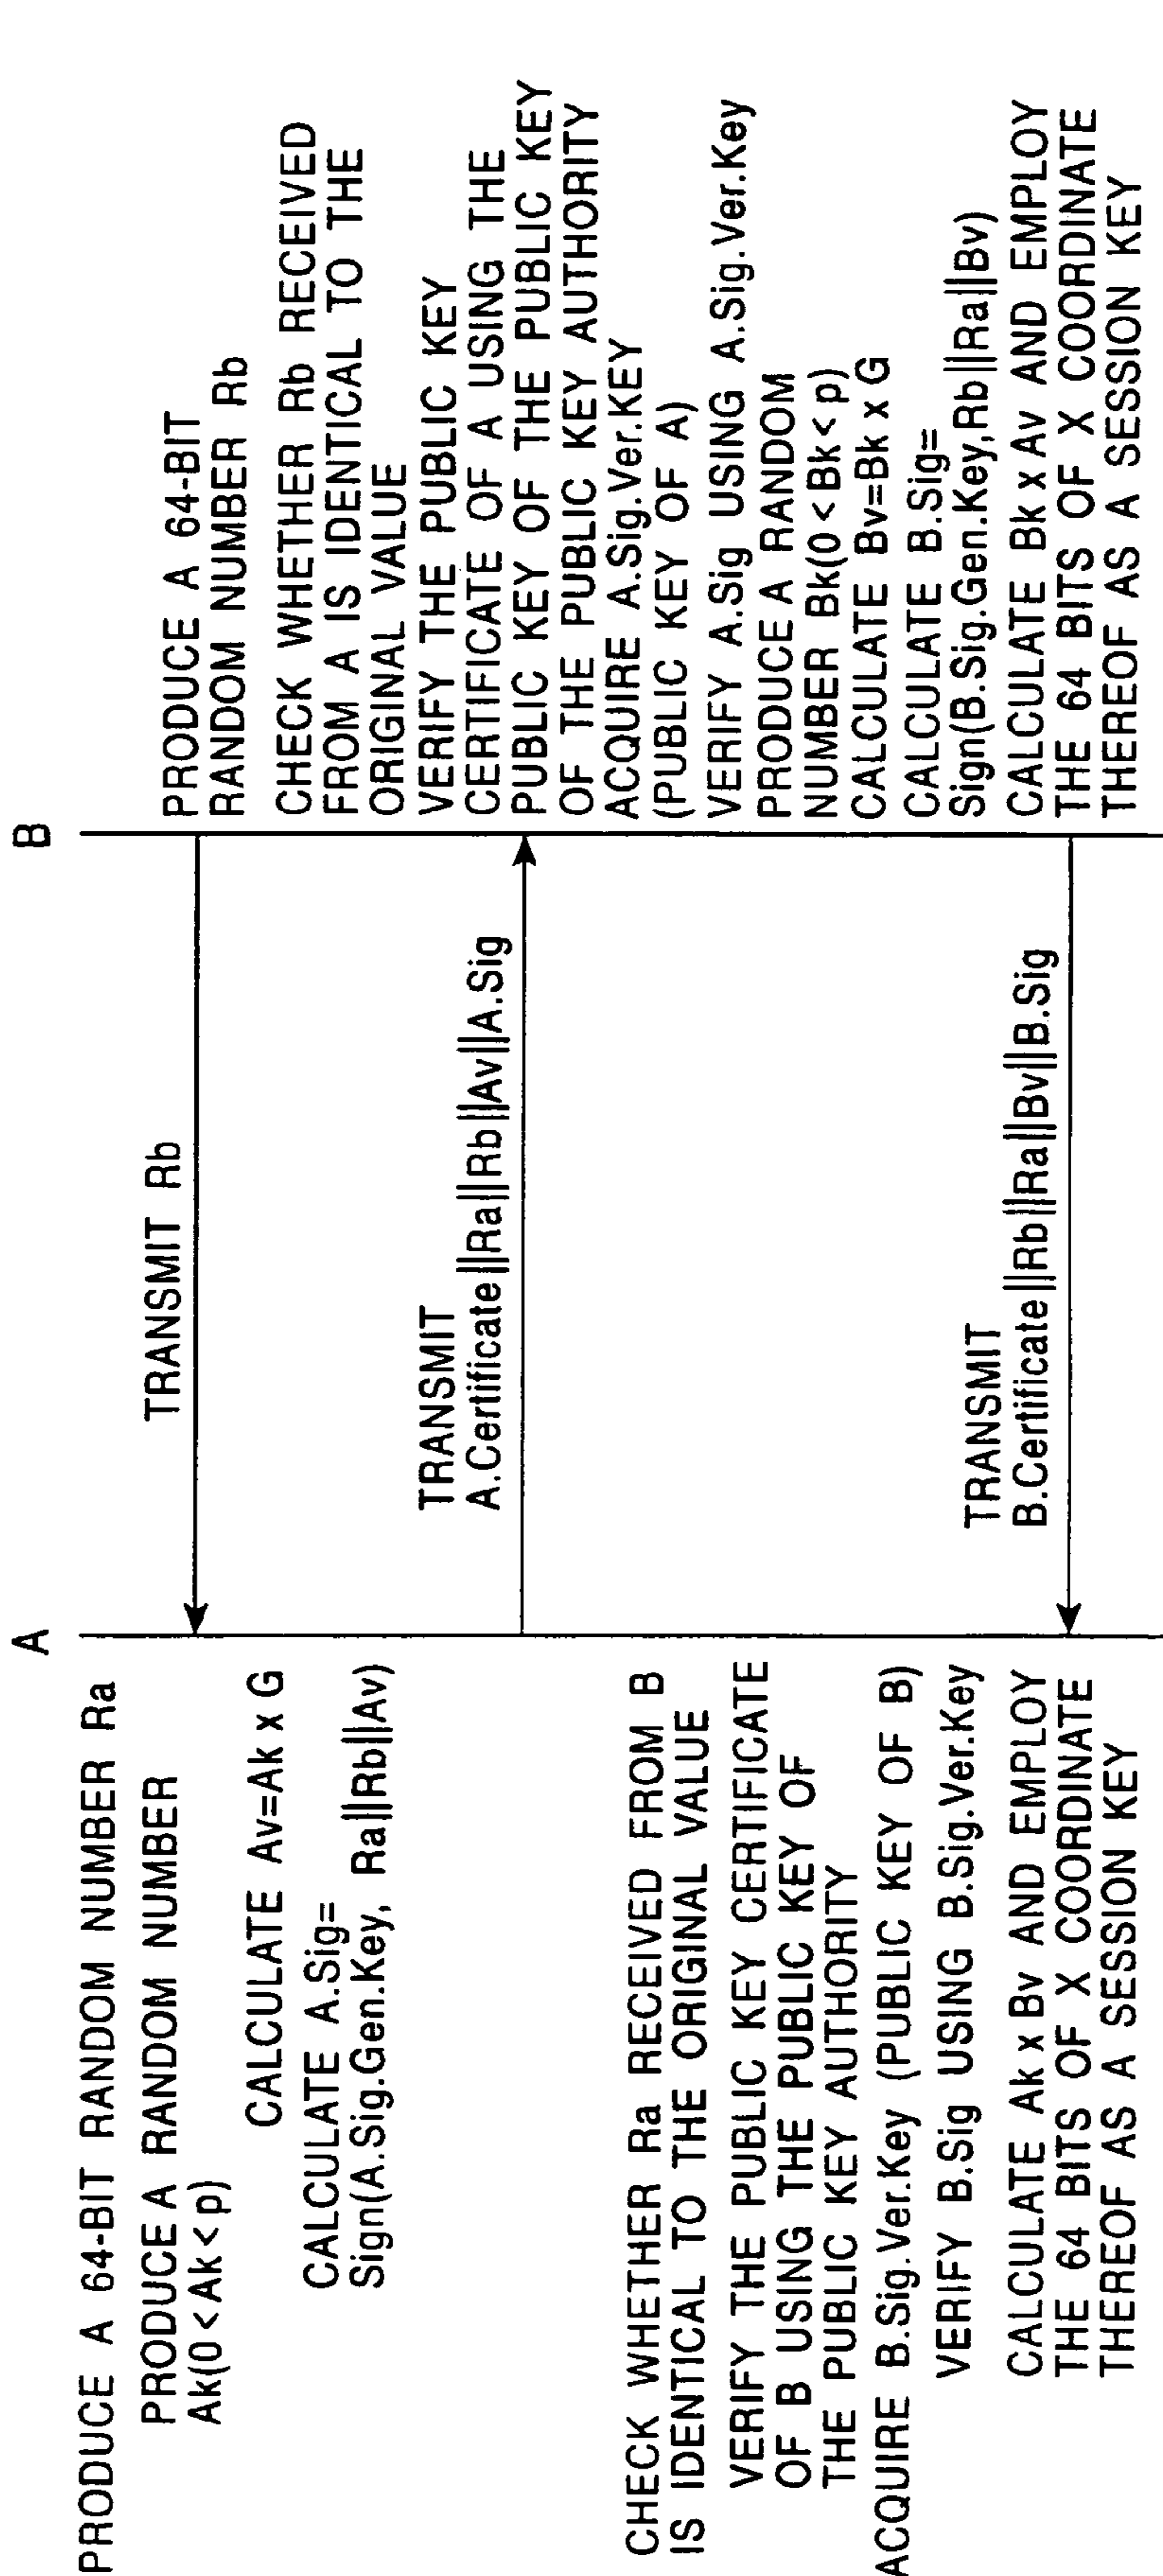 A
B
PRODUCE A 64-BIT RANDOM NUMBER Ra
PRODUCE A RANDOM NUMBER
Ak(0<Ak<p)
CALCULATE Av=Ak x G
CALCULATE A.Sig=
Sign(A.Sig.Gen.Key, Ra||Rb||Av)
CHECK WHETHER Ra RECEIVED FROM B
IS IDENTICAL TO THE ORIGINAL VALUE
VERIFY THE PUBLIC KEY CERTIFICATE
OF B USING THE PUBLIC KEY OF
THE PUBLIC KEY AUTHORITY
ACQUIRE B.Sig.Ver.Key (PUBLIC KEY OF B)
VERIFY B.Sig USING B.Sig.Ver.Key
CALCULATE Ak x Bv AND EMPLOY
THE 64 BITS OF X COORDINATE
THEREOF AS A SESSION KEY
TRANSMIT Rb
TRANSMIT
A.Certificate||Ra||Rb||Av||A.Sig
TRANSMIT
B.Certificate||Rb||Ra||Bv||B.Sig
PRODUCE A 64-BIT
RANDOM NUMBER Rb
CHECK WHETHER Rb RECEIVED
FROM A IS IDENTICAL TO THE
ORIGINAL VALUE
VERIFY THE PUBLIC KEY
CERTIFICATE OF A USING THE
PUBLIC KEY OF THE PUBLIC KEY
OF THE PUBLIC KEY AUTHORITY
ACQUIRE A.Sig.Ver.KEY
(PUBLIC KEY OF A)
VERIFY A.Sig USING A.Sig.Ver.Key
PRODUCE A RANDOM
NUMBER Bk(0<Bk<p)
CALCULATE Bv=Bk x G
CALCULATE B.Sig=
Sign(B.Sig.Gen.Key,Rb||Ra||Bv)
CALCULATE Bk x Av AND EMPLOY
THE 64 BITS OF X COORDINATE
THEREOF AS A SESSION KEY